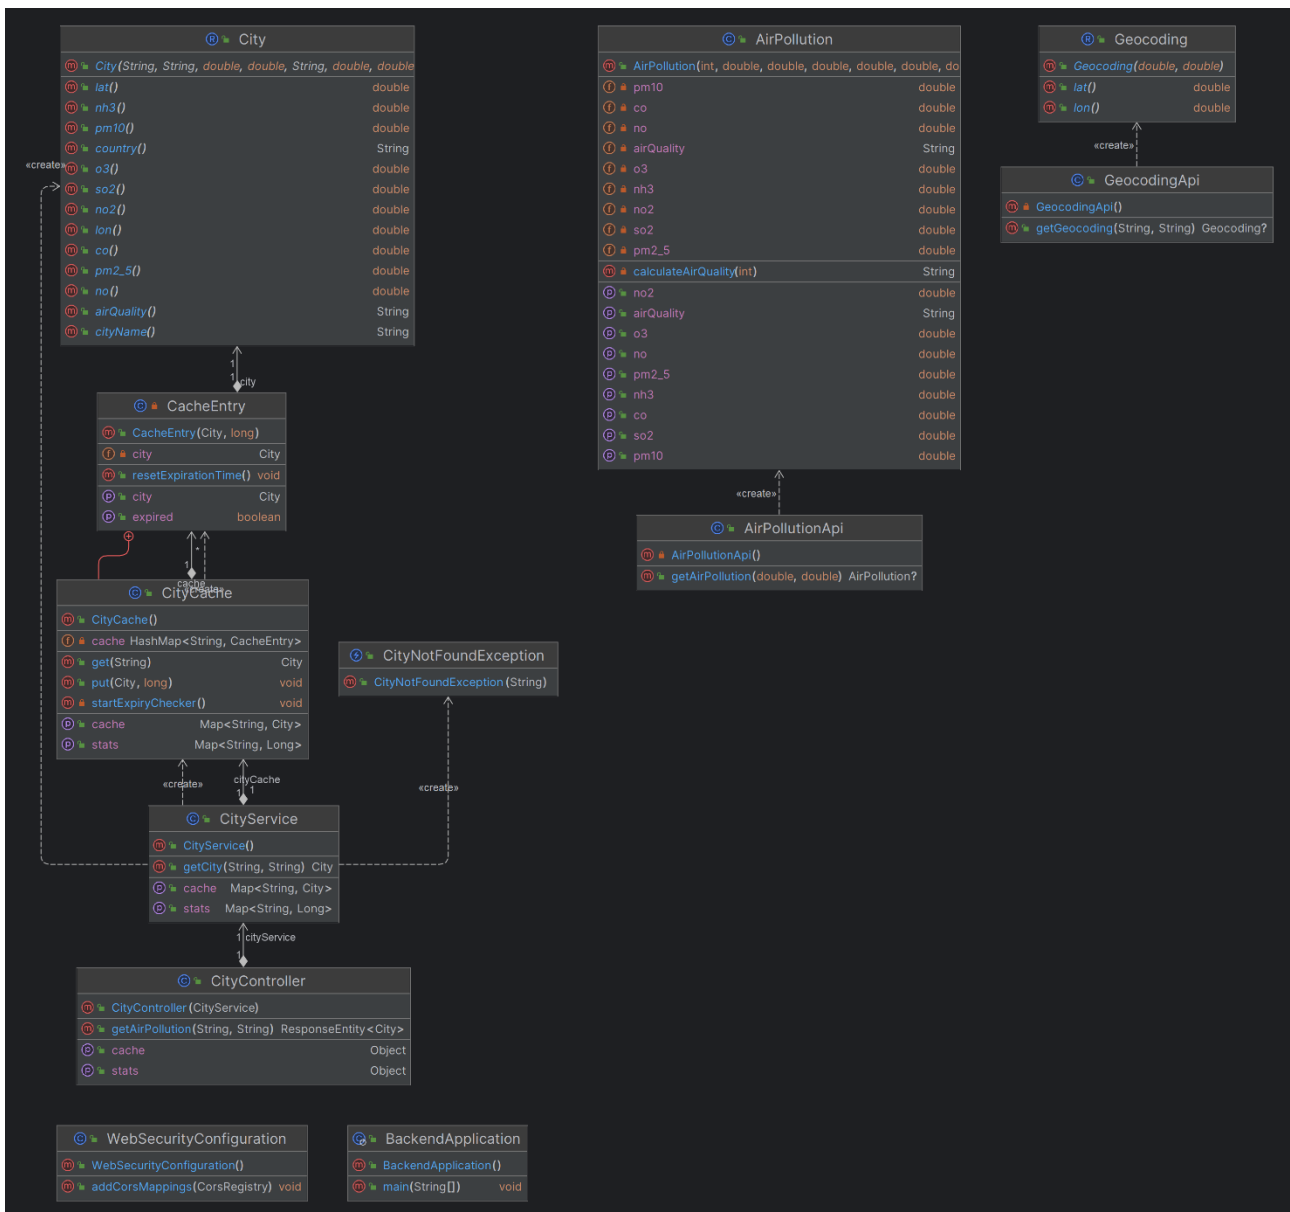 City
City(String, String, double, double, String, double, double
lat() double
nh3() double
pm10() double
country() String
«create»
o3() double
so2() double
no2() double
lon() double
co() double
pm2_5() double
no() double
airQuality() String
cityName() String
1
1
city
CacheEntry
CacheEntry(City, long)
city City
resetExpirationTime() void
city City
expired boolean
*
1
cache
«create»
CityCache
CityCache()
cache HashMap<String, CacheEntry>
get(String) City
put(City, long) void
startExpiryChecker() void
cache Map<String, City>
stats Map<String, Long>
«create»
cityCache
1
1
CityService
CityService()
getCity(String, String) City
cache Map<String, City>
stats Map<String, Long>
1
cityService
1
CityController
CityController(CityService)
getAirPollution(String, String) ResponseEntity<City>
cache Object
stats Object
CityNotFoundException
CityNotFoundException(String)
«create»
WebSecurityConfiguration
WebSecurityConfiguration()
addCorsMappings(CorsRegistry) void
BackendApplication
BackendApplication()
main(String[]) void
AirPollution
AirPollution(int, double, double, double, double, double, do
pm10 double
co double
no double
airQuality String
o3 double
nh3 double
no2 double
so2 double
pm2_5 double
calculateAirQuality(int) String
no2 double
airQuality String
o3 double
no double
pm2_5 double
nh3 double
co double
so2 double
pm10 double
«create»
AirPollutionApi
AirPollutionApi()
getAirPollution(double, double) AirPollution?
Geocoding
Geocoding(double, double)
lat() double
lon() double
«create»
GeocodingApi
GeocodingApi()
getGeocoding(String, String) Geocoding?